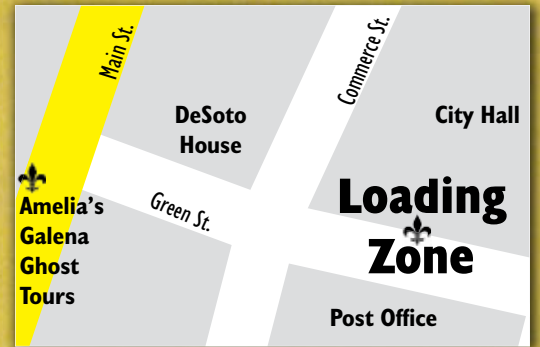 Main St.
Commerce St.
DeSoto
House
City Hall
Green St.
Loading
Zone
Amelia's
Galena
Ghost
Tours
Post Office